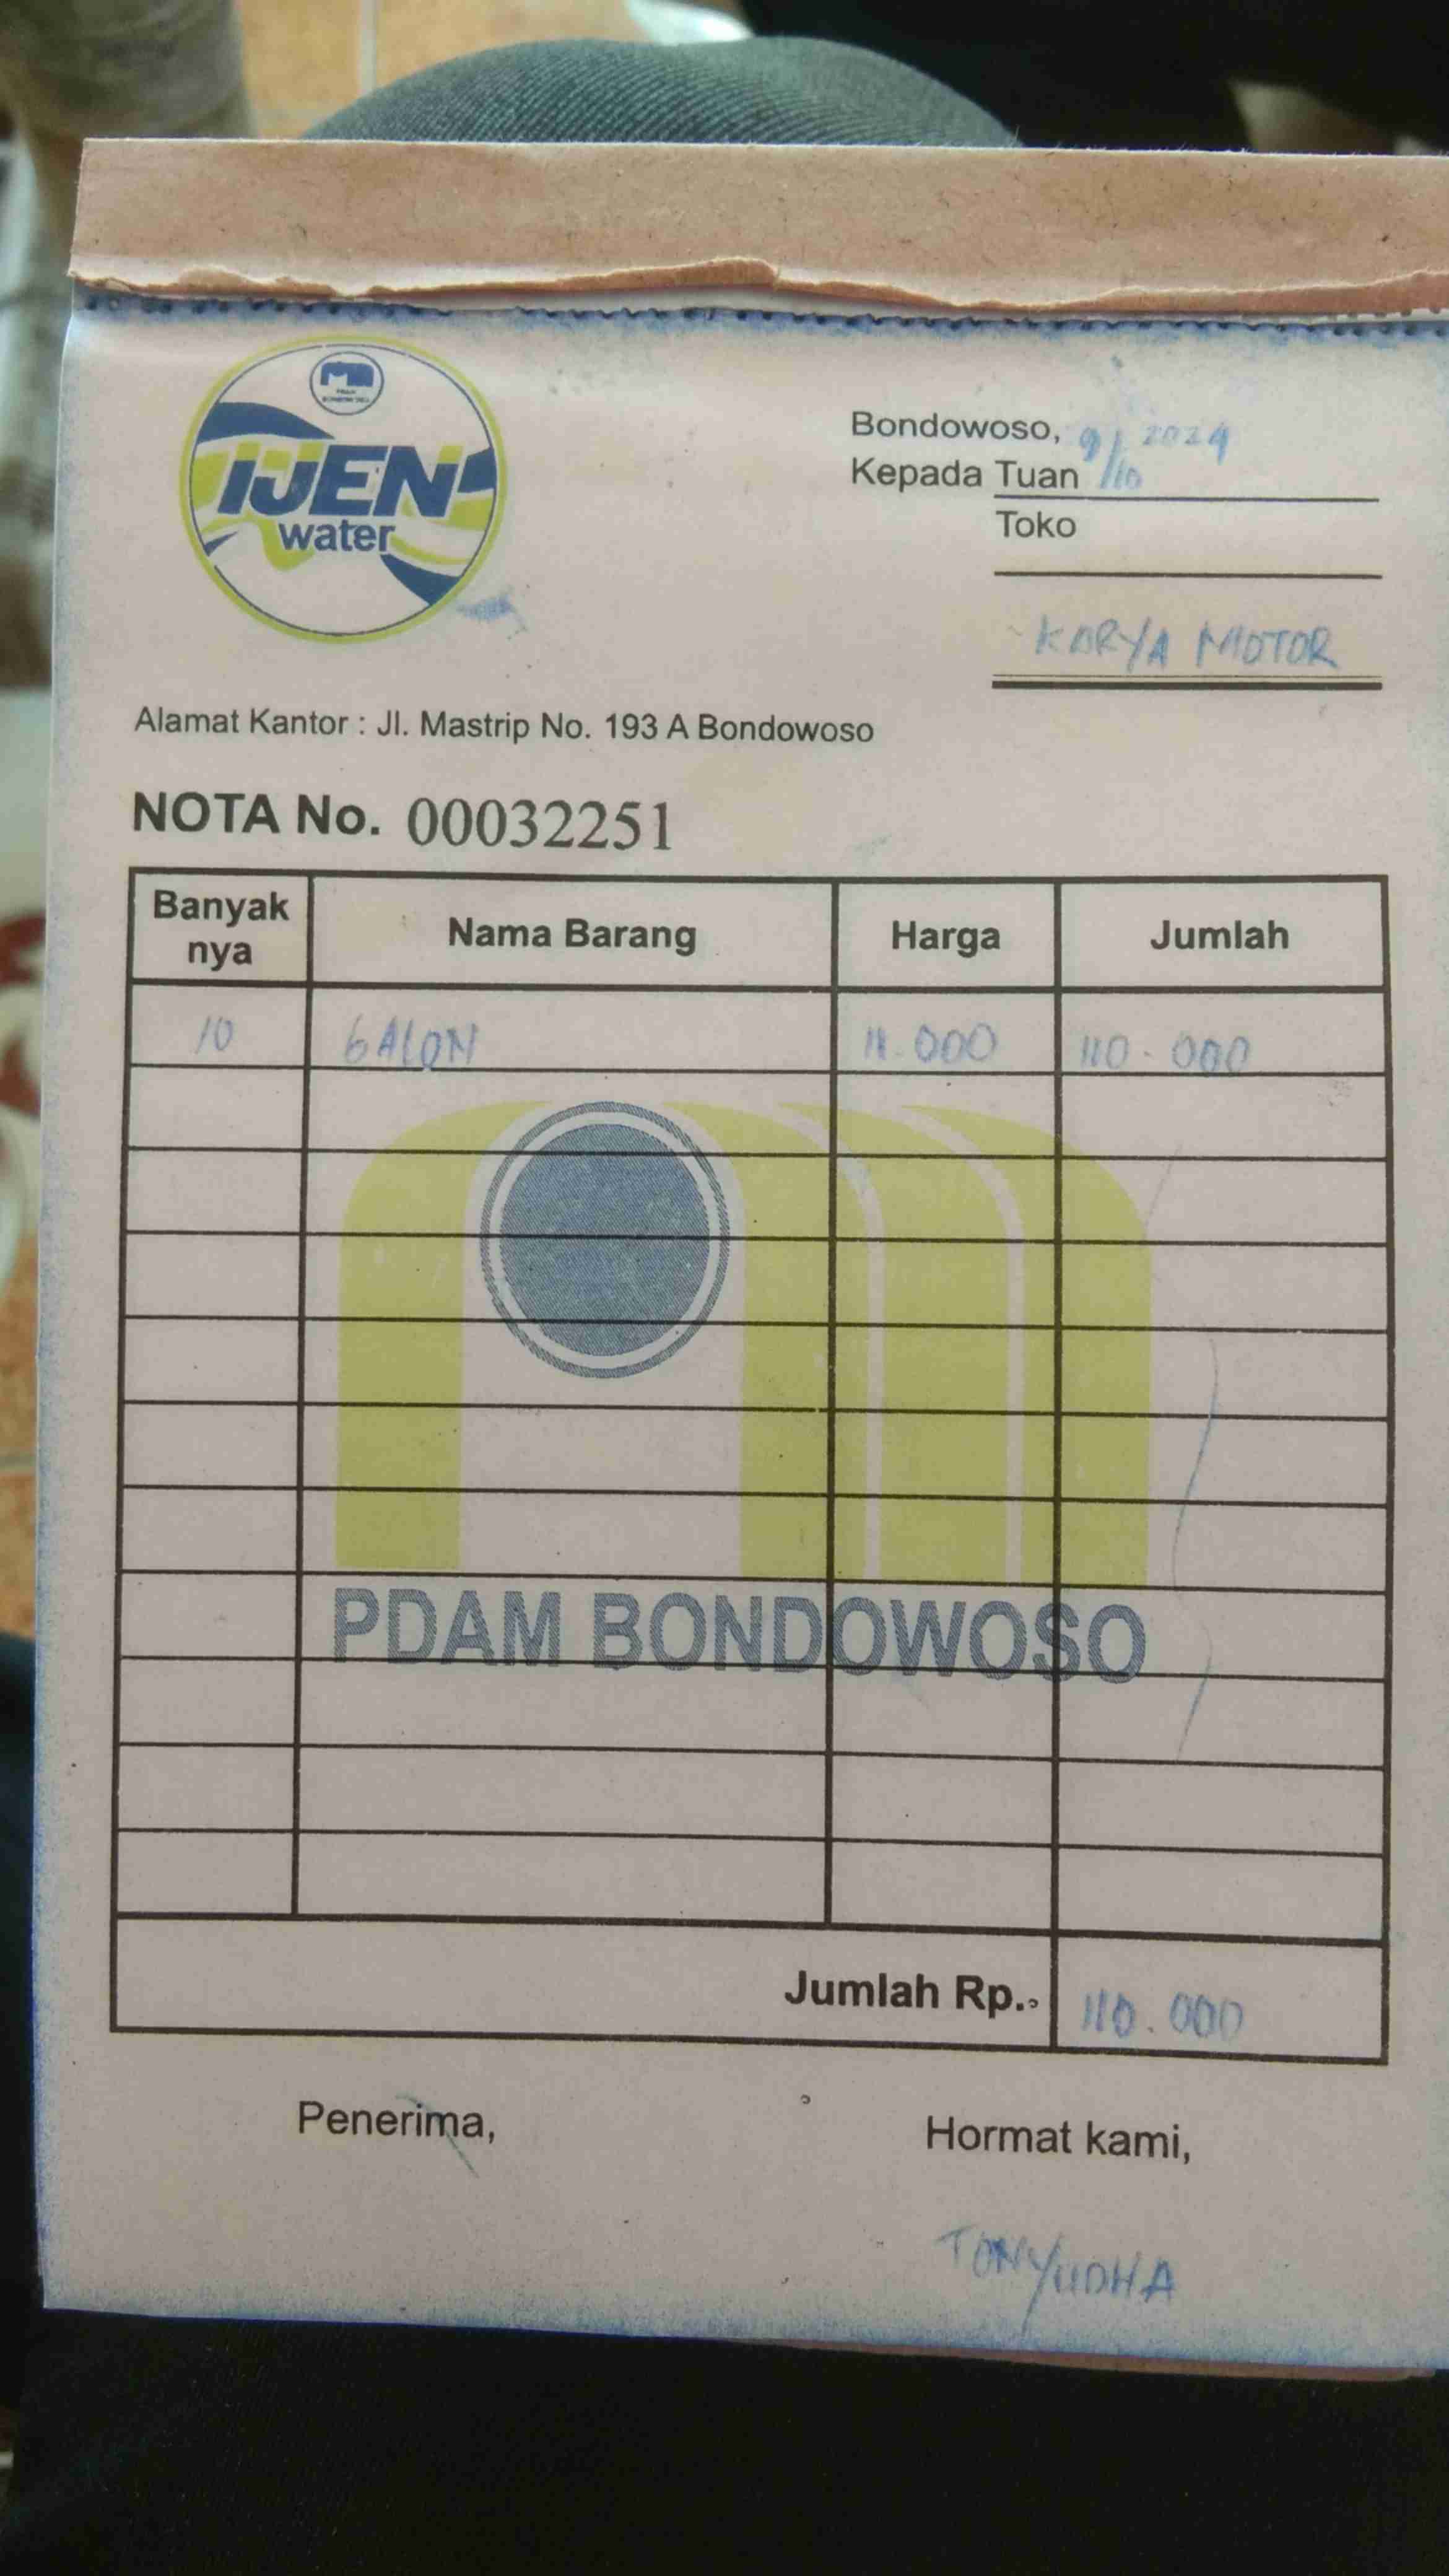 IJEN
water
Bondowoso, 9/10 2024
Kepada Tuan
Toko
KARYA MOTOR
Alamat Kantor : Jl. Mastrip No. 193 A Bondowoso
NOTA No. 00032251
Banyak nya Nama Barang Harga Jumlah
10 GALON 11.000 110.000
PDAM BONDOWOSO
Jumlah Rp.. 110.000
Penerima, Hormat kami,
TONYUDHA